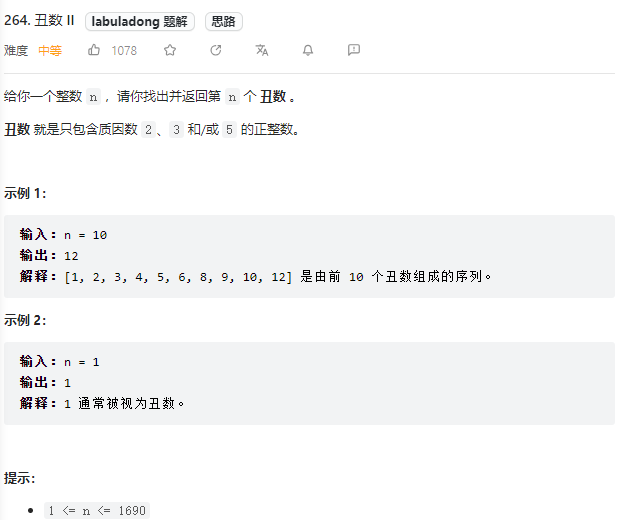 264. 丑数 II labuladong 题解 思路
难度 中等 1078
给你一个整数 n ，请你找出并返回第 n 个 丑数 。
丑数 就是只包含质因数 2 、 3 和/或 5 的正整数。
示例 1：
输入：n = 10
输出：12
解释：[1, 2, 3, 4, 5, 6, 8, 9, 10, 12] 是由前 10 个丑数组成的序列。
示例 2：
输入：n = 1
输出：1
解释：1 通常被视为丑数。
提示：
• 1 <= n <= 1690